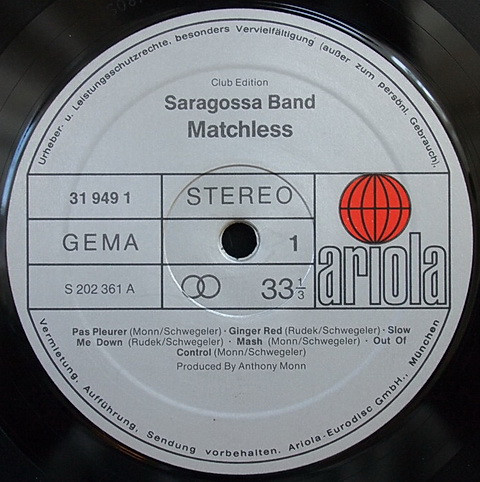 Urheber- u. Leistungsschutzrechte, besonders Vervielfältigung (außer zum persönl. Gebrauch),
Club Edition
Saragossa Band
Matchless
31 949 1
STEREO
GEMA
1
ariola
S 202 361 A
33 1/3
Pas Pleurer (Monn/Schwegeler) · Ginger Red (Rudek/Schwegeler) · Slow
Me Down (Rudek/Schwegeler) · Mash (Monn/Schwegeler) · Out Of
Control (Monn/Schwegeler)
Produced By Anthony Monn
Vermietung, Aufführung, Sendung vorbehalten. Ariola-Eurodisc GmbH., München